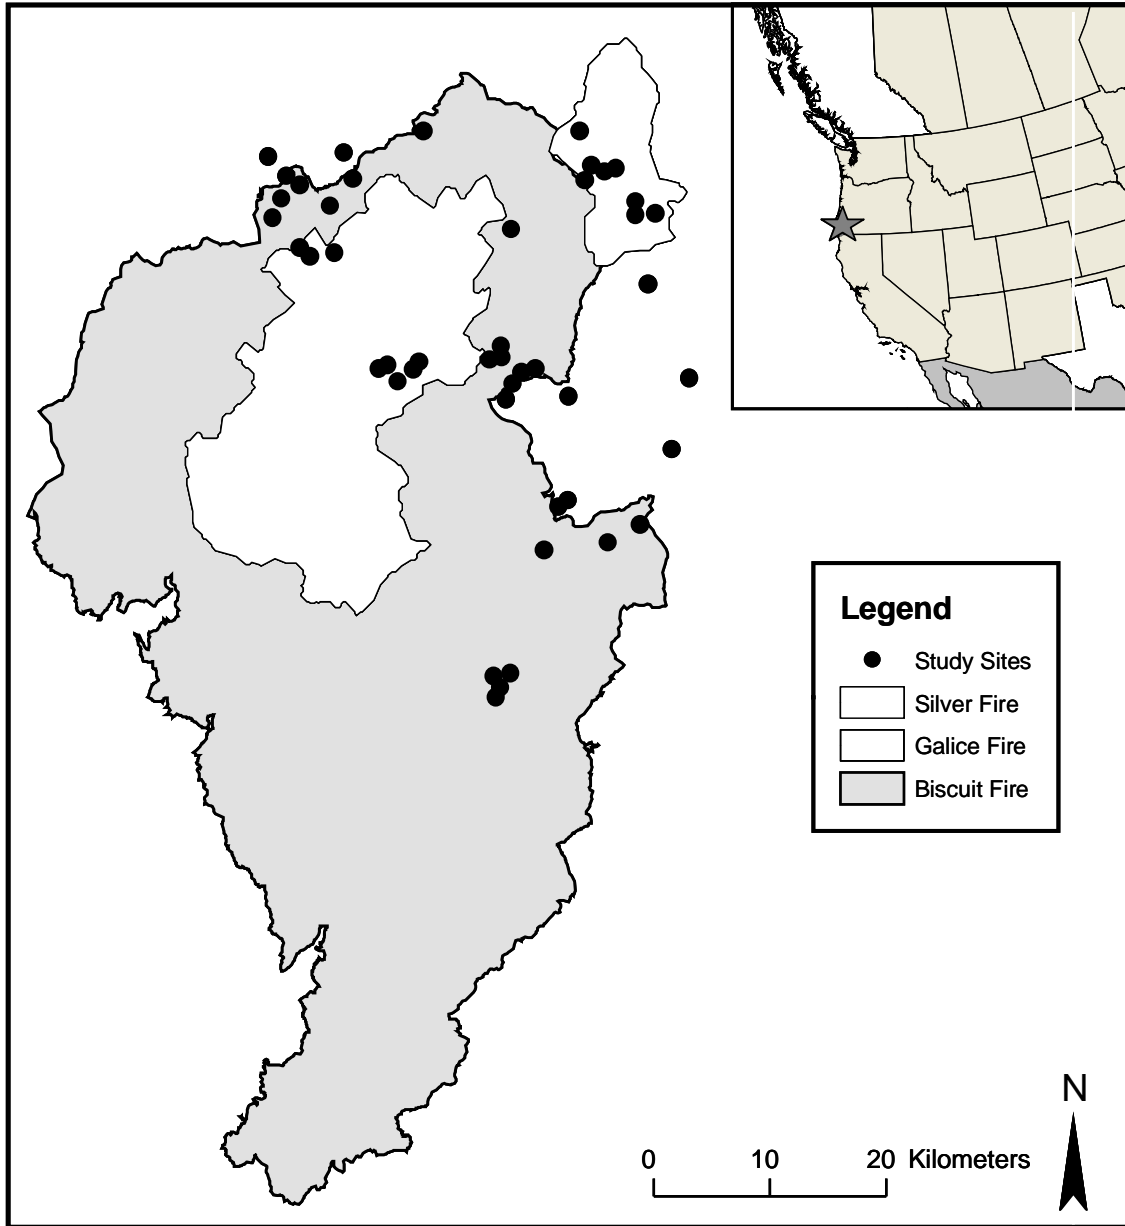 Legend
Study Sites
Silver Fire
Galice Fire
Biscuit Fire
N
0 10 20 Kilometers